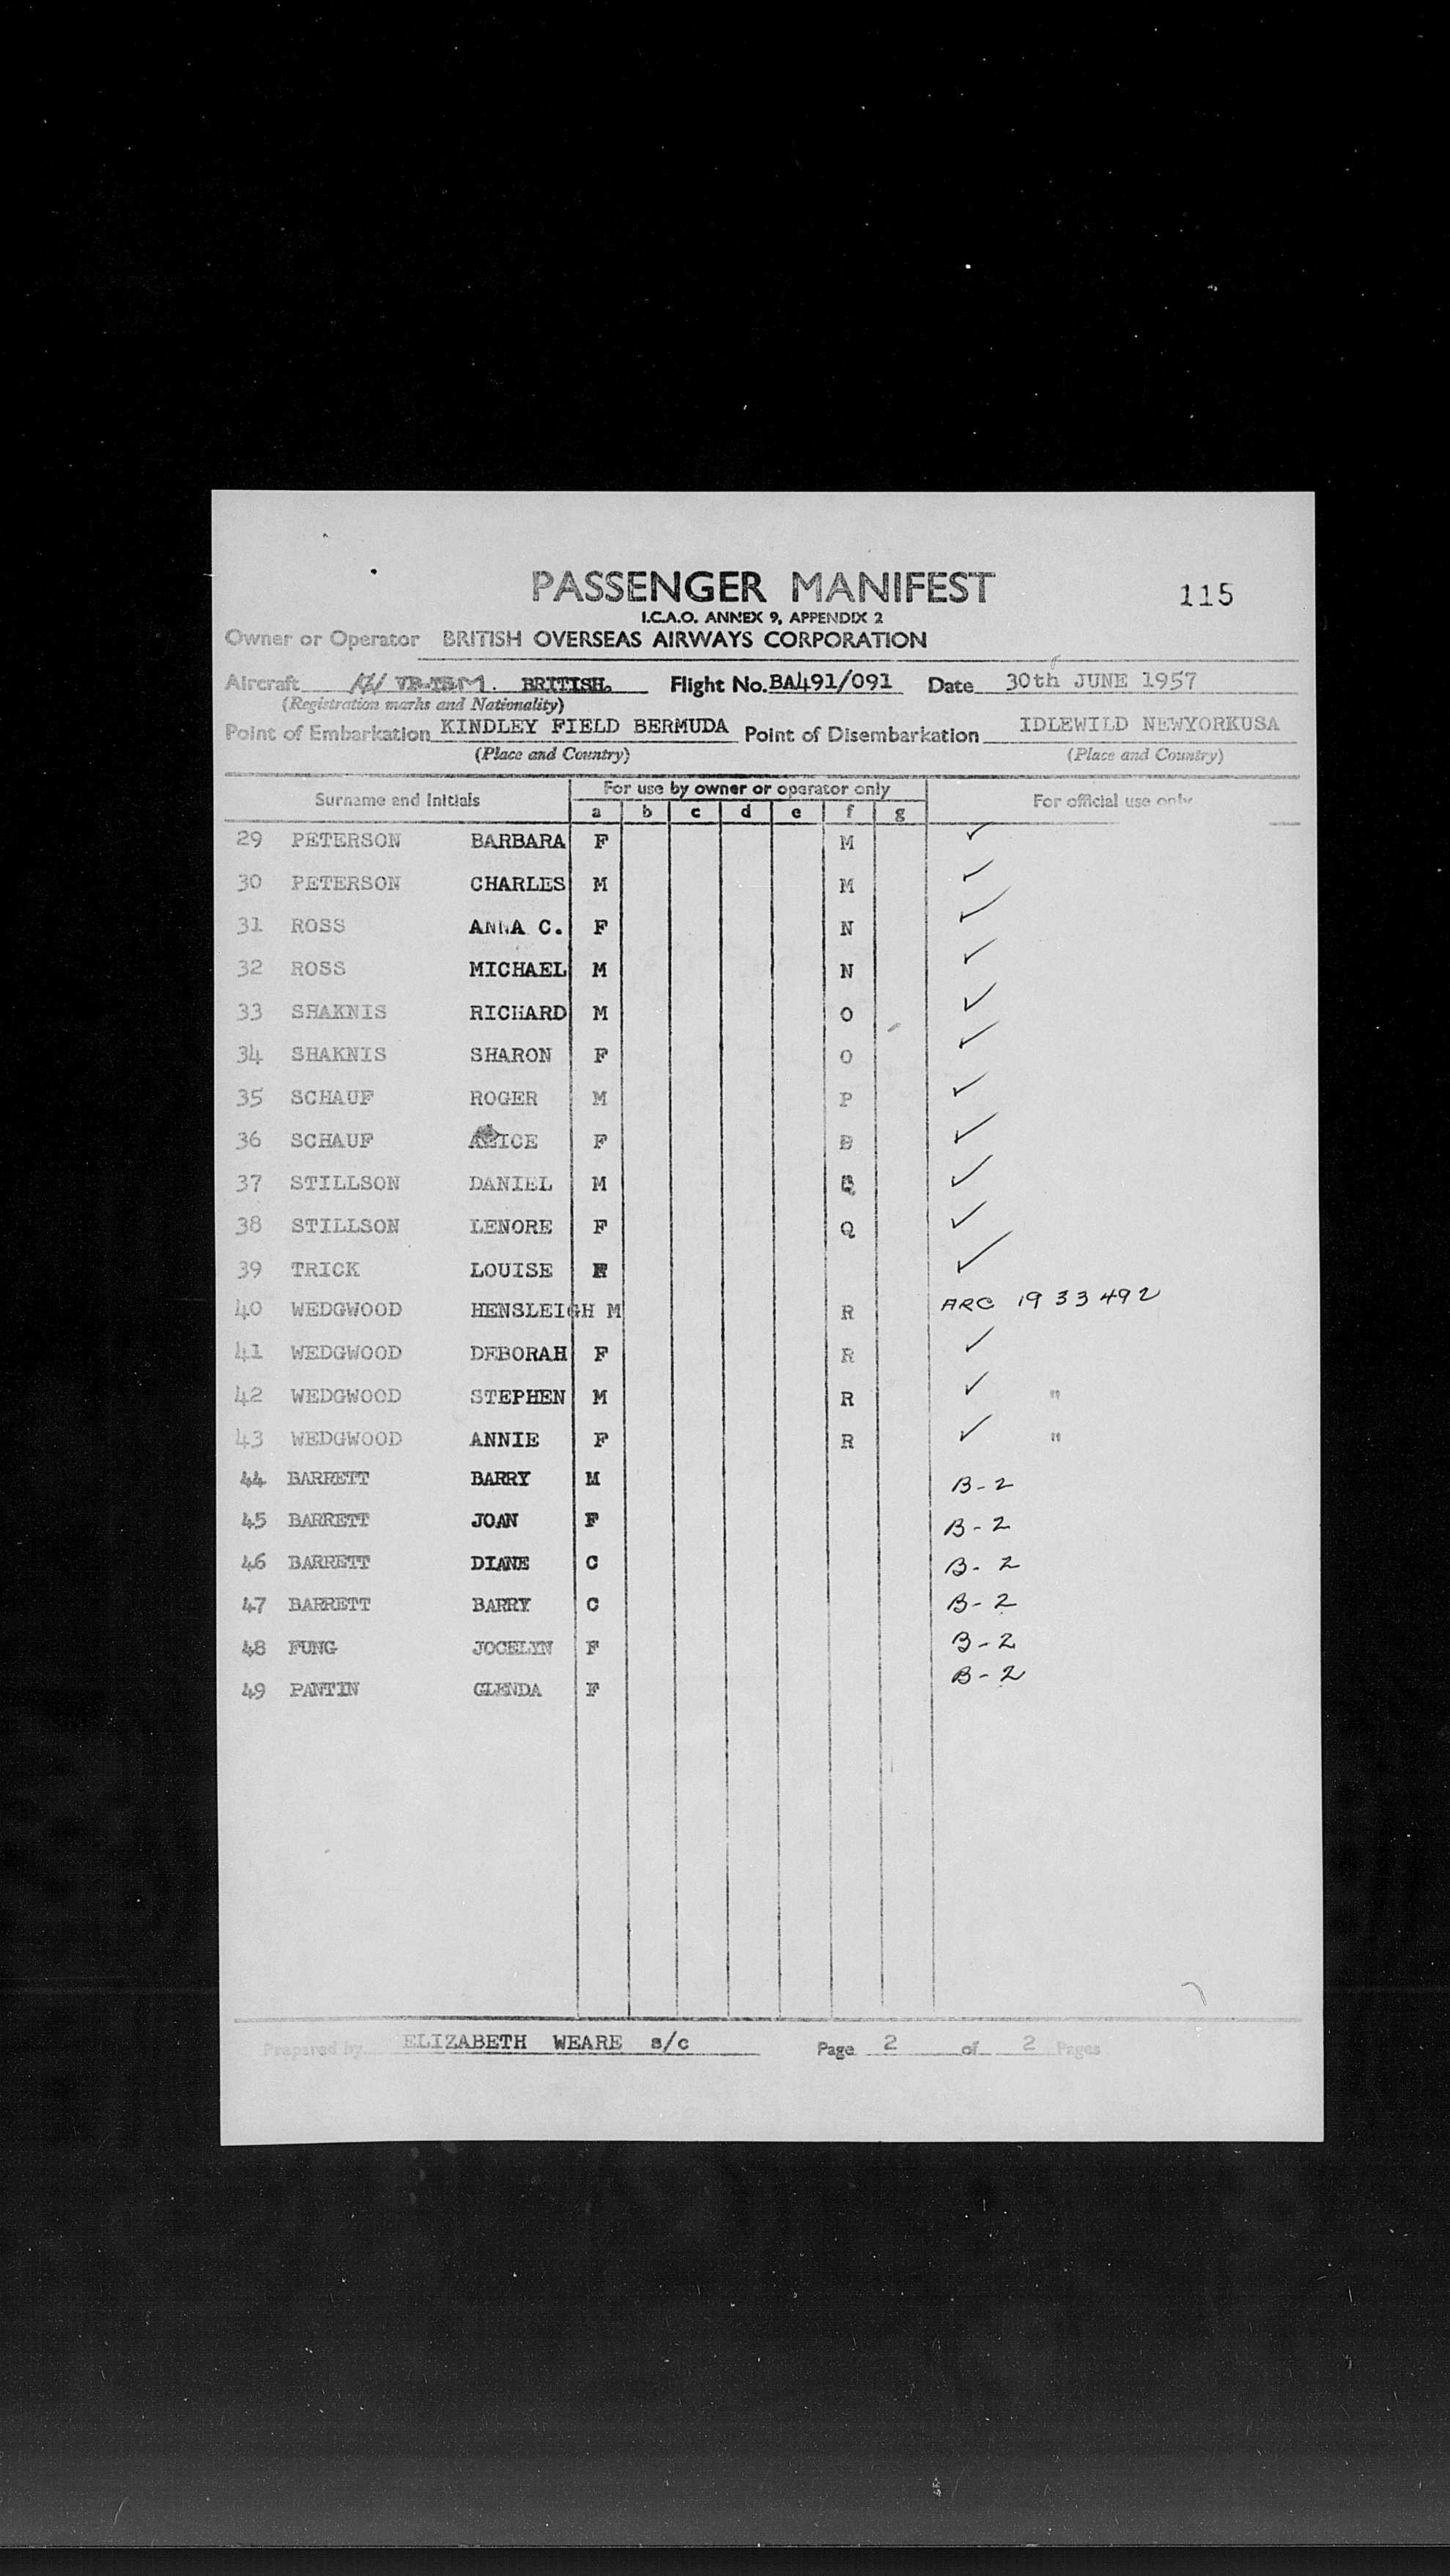 PASSENGER MANIFEST
115
I.C.A.O. ANNEX 9, APPENDIX 2
Owner or Operator BRITISH OVERSEAS AIRWAYS CORPORATION
Aircraft BRITISH. Flight No. BA491/091 Date 30th JUNE 1957
(Registration marks and Nationality)
Point of Embarkation KINDLEY FIELD BERMUDA Point of Disembarkation IDLEWILD NEWYORKUSA
(Place and Country) (Place and Country)
Surname and Initials For use by owner or operator only For official use only
a b c d e f g
29 PETERSON BARBARA F M ✓
30 PETERSON CHARLES M M ✓
31 ROSS ANNA C. F N ✓
32 ROSS MICHAEL M N ✓
33 SHAKNIS RICHARD M O ✓
34 SHAKNIS SHARON F O ✓
35 SCHAUF ROGER M P ✓
36 SCHAUF ALICE F ✓
37 STILLSON DANIEL M Q ✓
38 STILLSON LENORE F Q ✓
39 TRICK LOUISE ✓
40 WEDGWOOD HENSLEIGH M R ARC 1933492
41 WEDGWOOD DEBORAH F R ✓
42 WEDGWOOD STEPHEN M R ✓ "
43 WEDGWOOD ANNIE F R ✓ "
44 BARRETT BARRY M B-2
45 BARRETT JOAN F B-2
46 BARRETT DIANE C B-2
47 BARRETT BARRY C B-2
48 FUNG JOCELYN F B-2
49 PANTIN GLENDA F B-2
Prepared by ELIZABETH WEARE s/c Page 2 of 2 Pages